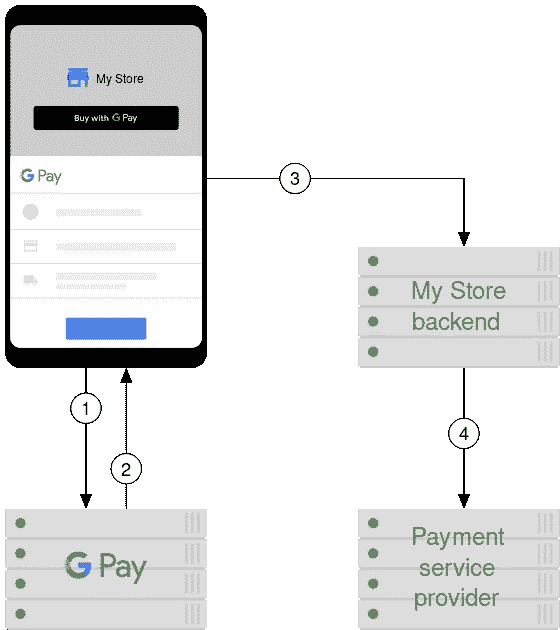 My Store
Buy with G Pay
G Pay
3
My Store
backend
1
4
2
G Pay
Payment
service
provider